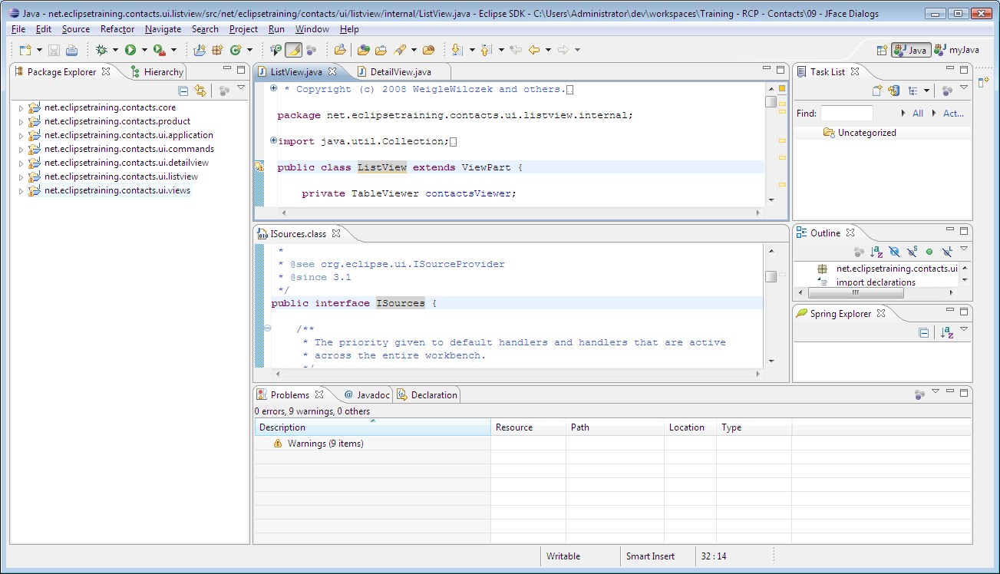 Java - net.eclipsetraining.contacts.ui.listview/src/net/eclipsetraining/contacts/ui/listview/internal/ListView.java - Eclipse SDK - C:\Users\Administrator\dev\workspaces\Training - RCP - Contacts\09 - JFace Dialogs
File Edit Source Refactor Navigate Search Project Run Window Help
Java myJava
Package Explorer Hierarchy
net.eclipsetraining.contacts.core
net.eclipsetraining.contacts.product
net.eclipsetraining.contacts.ui.application
net.eclipsetraining.contacts.ui.commands
net.eclipsetraining.contacts.ui.detailview
net.eclipsetraining.contacts.ui.listview
net.eclipsetraining.contacts.ui.views
ListView.java DetailView.java
* Copyright (c) 2008 WeigleWilczek and others.
package net.eclipsetraining.contacts.ui.listview.internal;
import java.util.Collection;
public class ListView extends ViewPart {
private TableViewer contactsViewer;
ISources.class
*
* @see org.eclipse.ui.ISourceProvider
* @since 3.1
*/
public interface ISources {
/**
* The priority given to default handlers and handlers that are active
* across the entire workbench.
*/
Task List
Find: All Act...
Uncategorized
Outline
net.eclipsetraining.contacts.ui
import declarations
Spring Explorer
Problems @ Javadoc Declaration
0 errors, 9 warnings, 0 others
Description Resource Path Location Type
Warnings (9 items)
Writable Smart Insert 32 : 14